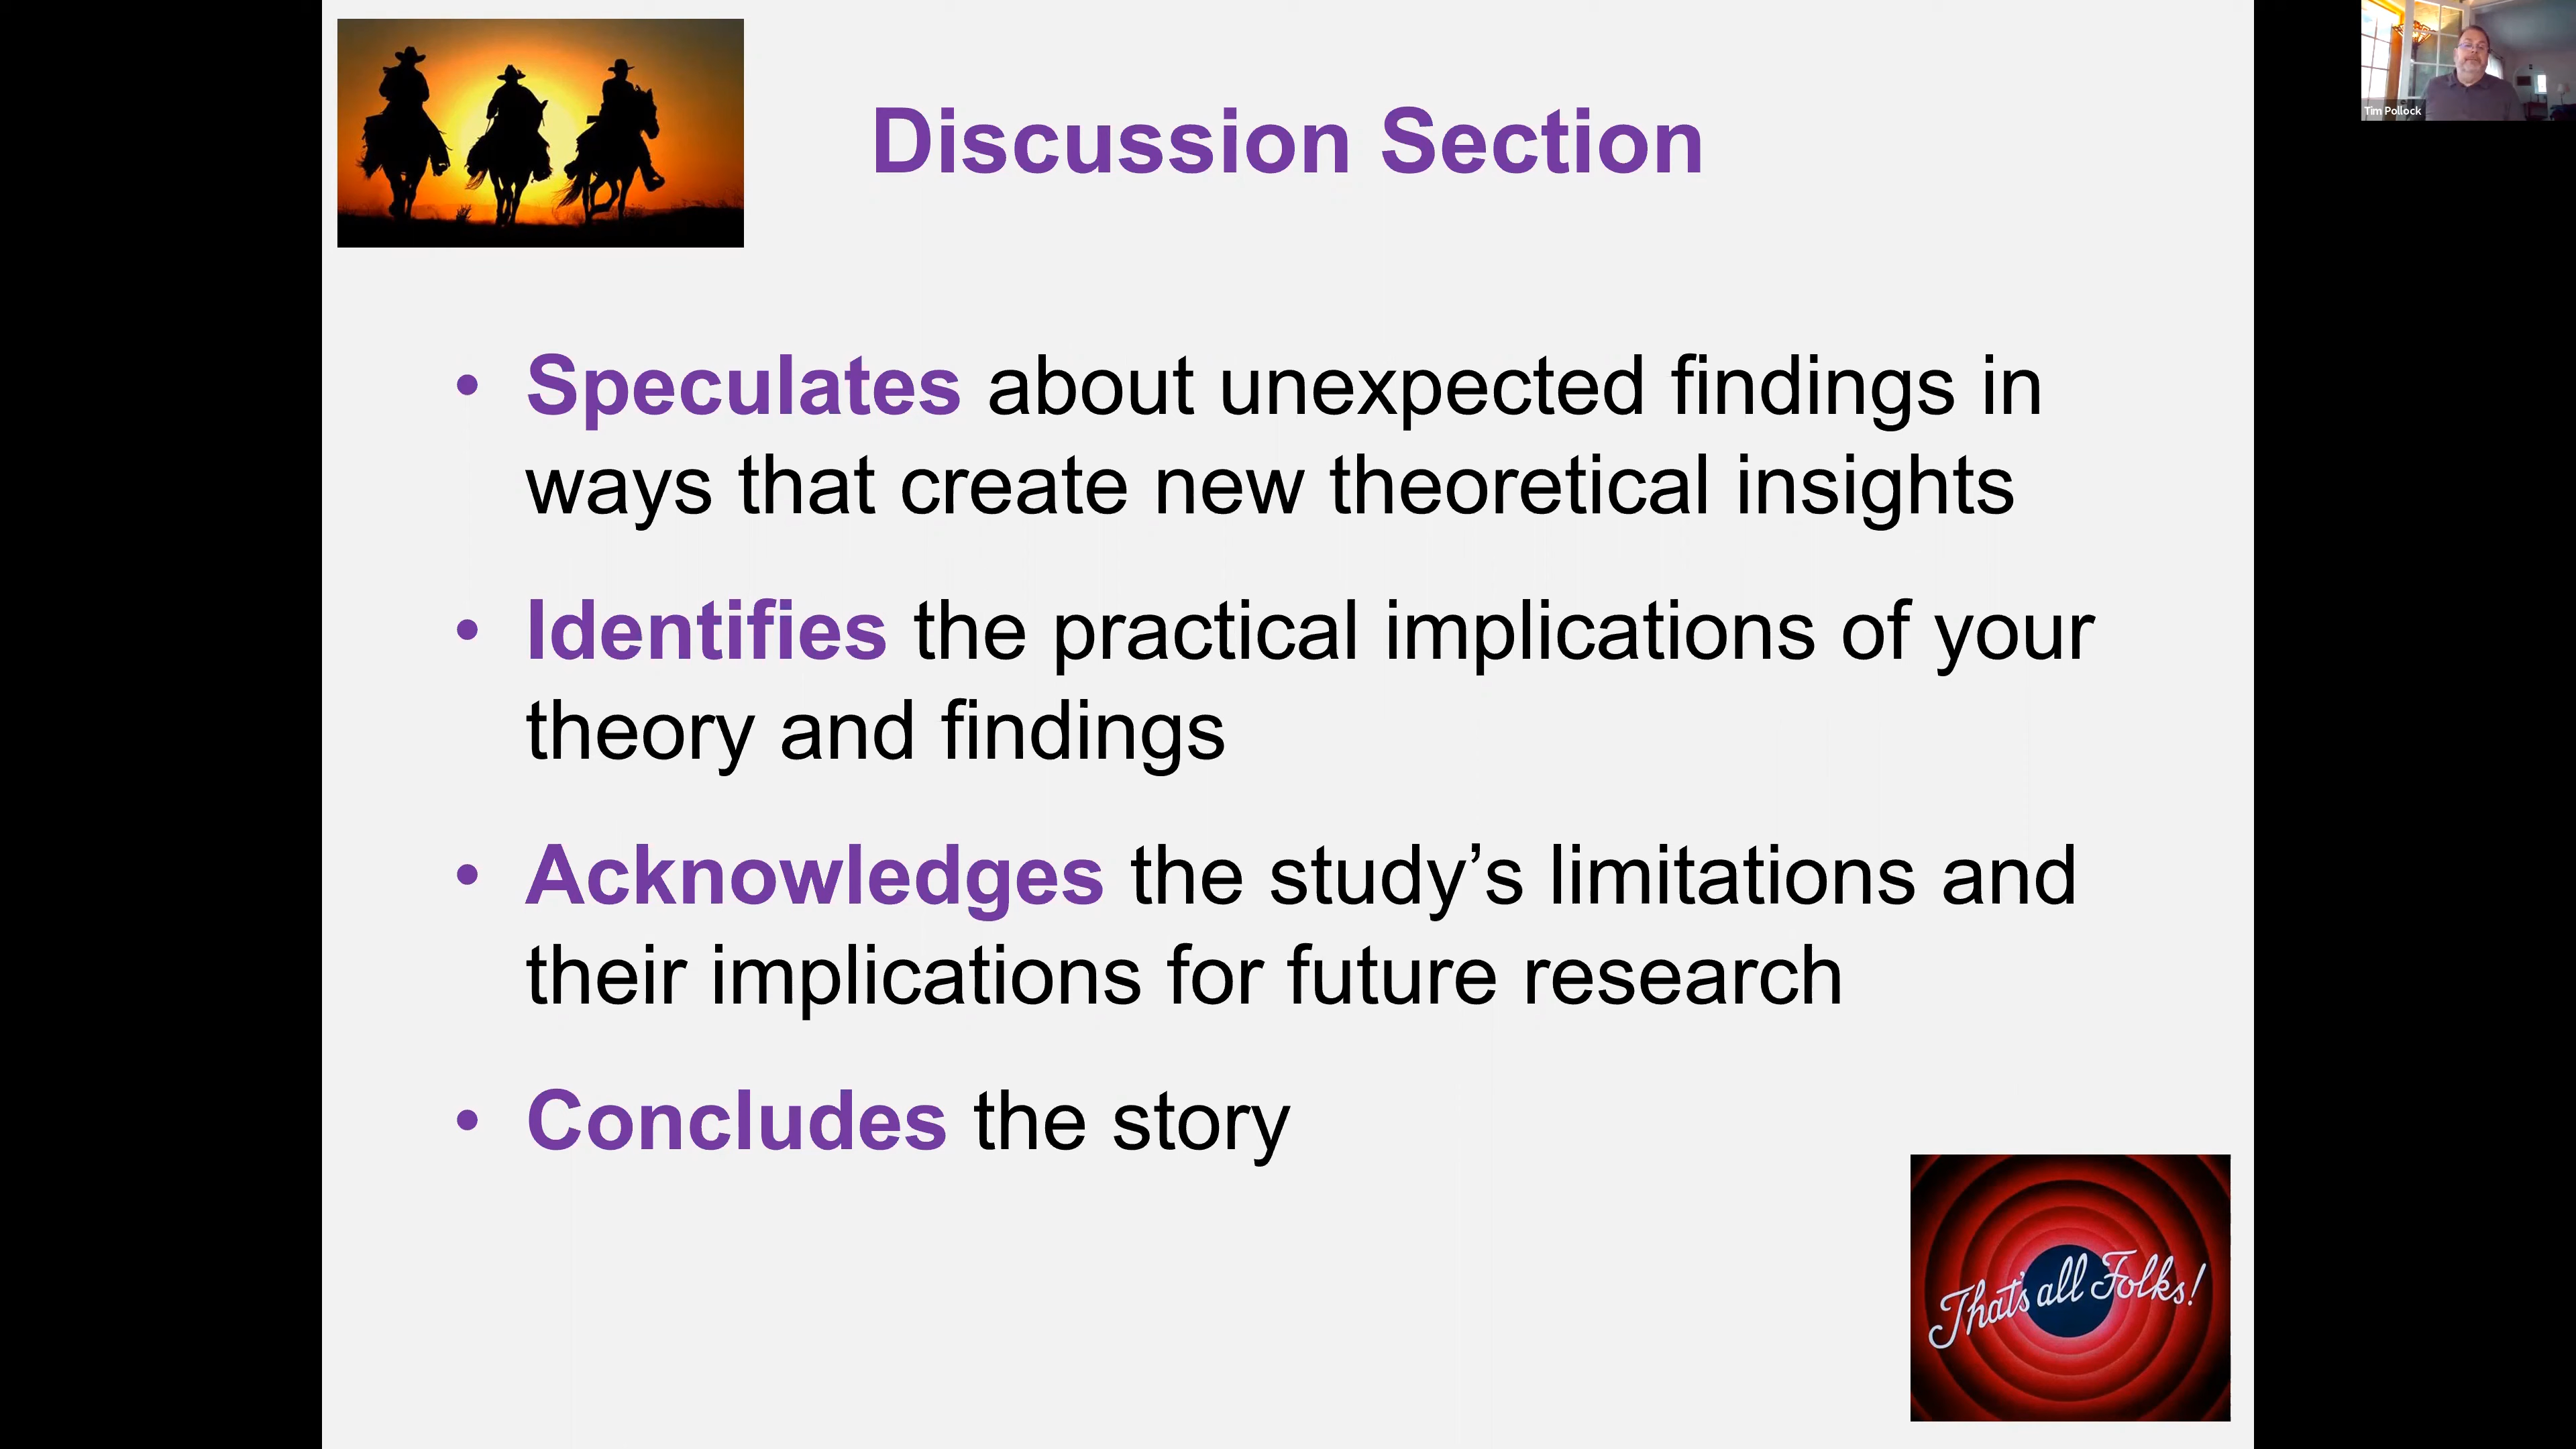 Discussion Section
Tim Pollock
• Speculates about unexpected findings in
ways that create new theoretical insights
• Identifies the practical implications of your
theory and findings
• Acknowledges the study’s limitations and
their implications for future research
• Concludes the story
That's all Folks!